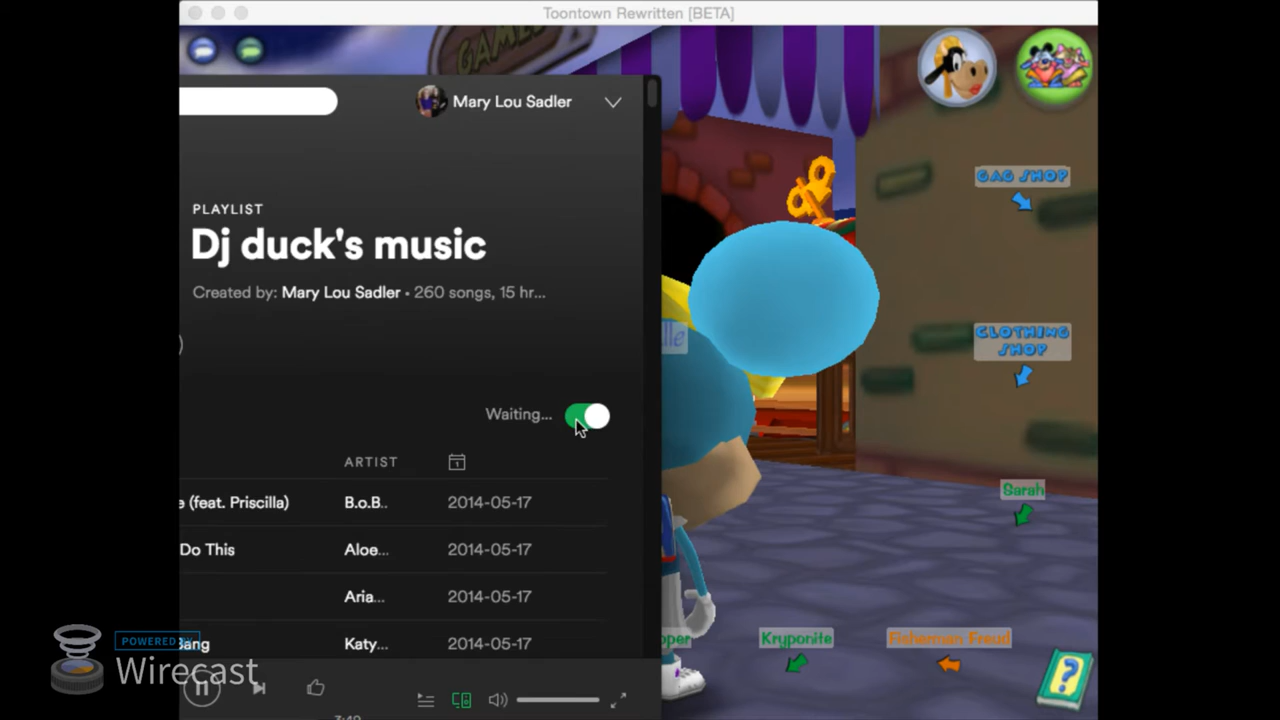 Toontown Rewritten [BETA]
GAMES
Mary Lou Sadler
PLAYLIST
Dj duck's music
Created by: Mary Lou Sadler • 260 songs, 15 hr...
Waiting...
ARTIST
e (feat. Priscilla) B.o.B.. 2014-05-17
Do This Aloe... 2014-05-17
Aria... 2014-05-17
Bang Katy... 2014-05-17
GAG SHOP
CLOTHING
SHOP
Sarah
Kryponite
Fisherman Freud
POWERED BY
Wirecast